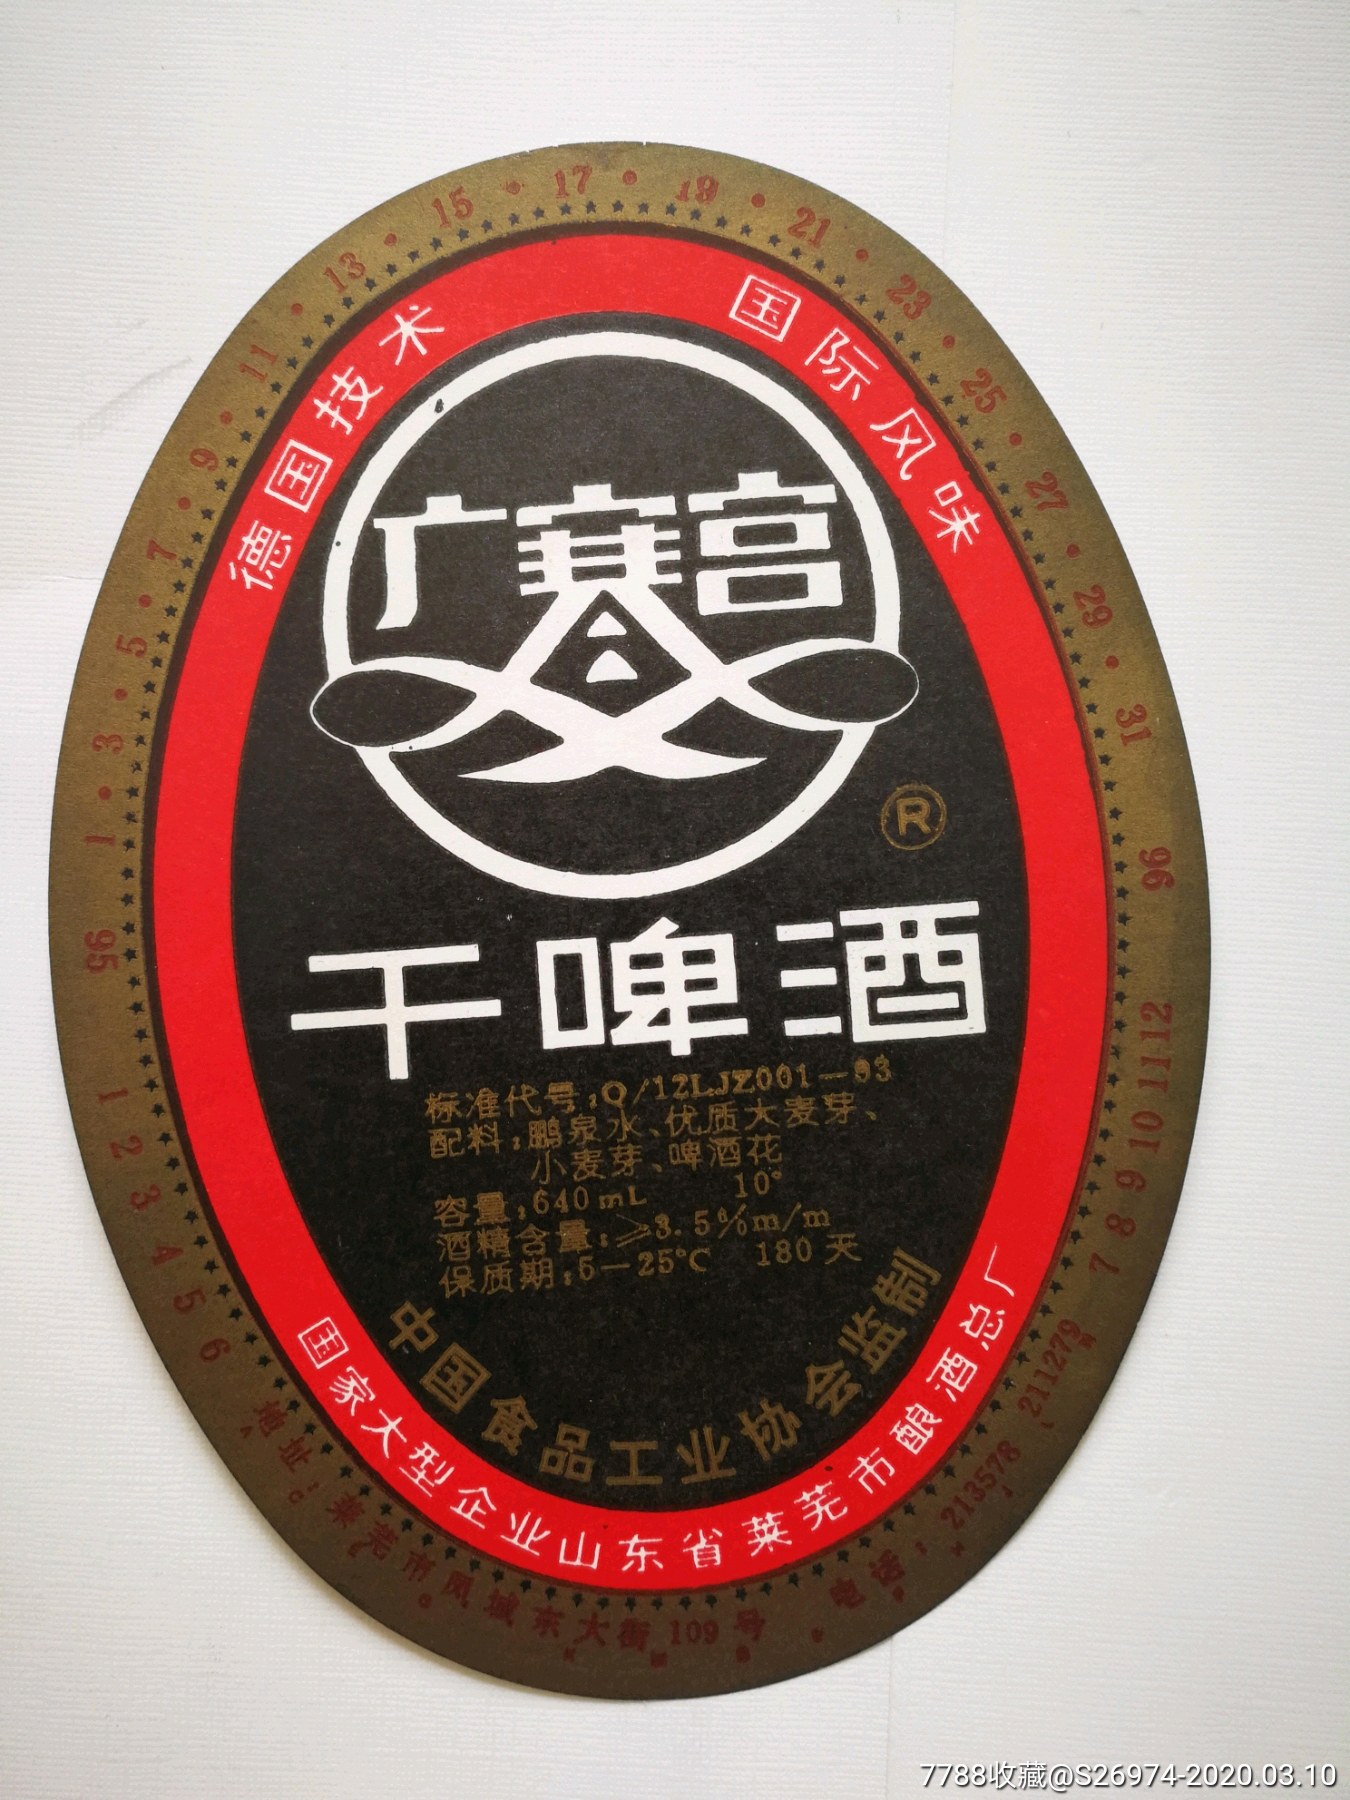 1 • 3 • 5 • 7 • 9 • 11 • 13 • 15 • 17 • 19 • 21 • 23 • 25 • 27 • 29 • 31
德国技术 国际风味
广寒宫
®
干啤酒
95
96
1 2 3 4 5 6
7 8 9 10 11 12
标准代号:Q/12LJZ001—93
配料:鹏泉水、优质大麦芽、
小麦芽、啤酒花
容量:640mL 10°
酒精含量:≥3.5%m/m
保质期:5—25℃ 180天
中国食品工业协会监制
国家大型企业山东省莱芜市酿酒总厂
地址:莱芜市凤城东大街109号 电话:213578 211279
7788收藏@S26974-2020.03.10